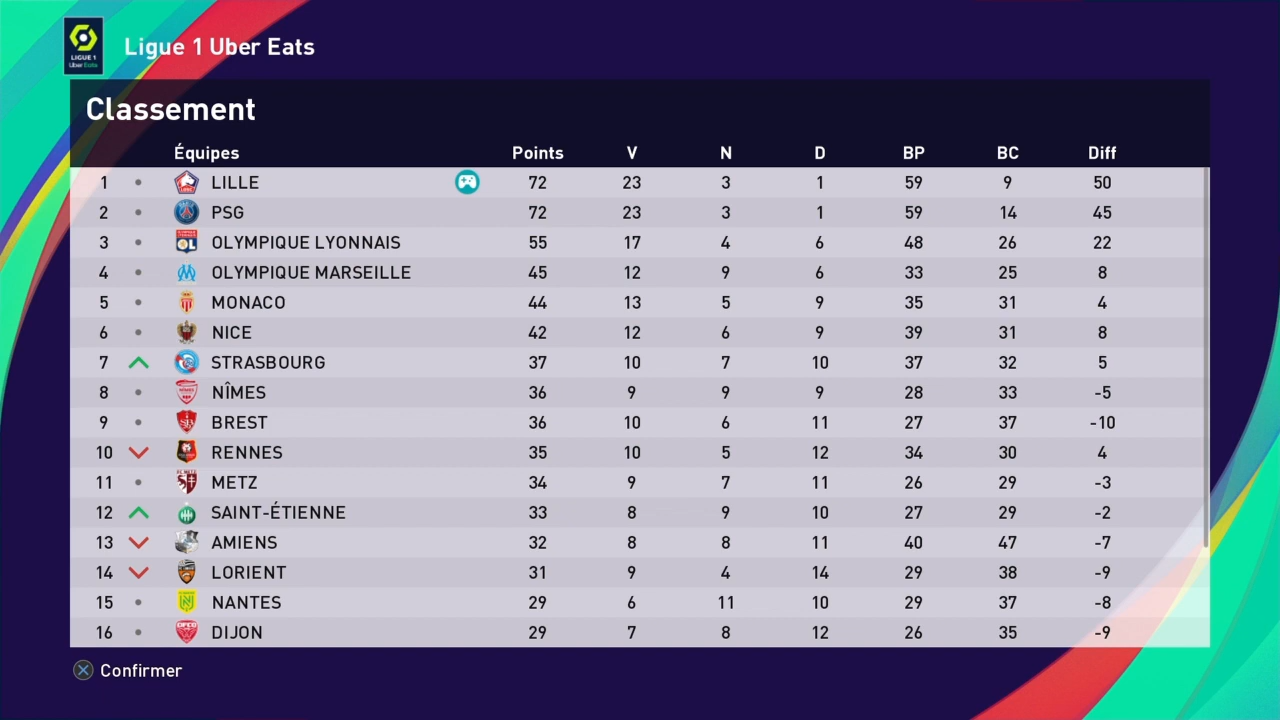 LIGUE 1
Uber Eats
Ligue 1 Uber Eats
Classement
Équipes Points V N D BP BC Diff
1 LILLE 72 23 3 1 59 9 50
2 PSG 72 23 3 1 59 14 45
3 OLYMPIQUE LYONNAIS 55 17 4 6 48 26 22
4 OLYMPIQUE MARSEILLE 45 12 9 6 33 25 8
5 MONACO 44 13 5 9 35 31 4
6 NICE 42 12 6 9 39 31 8
7 STRASBOURG 37 10 7 10 37 32 5
8 NÎMES 36 9 9 9 28 33 -5
9 BREST 36 10 6 11 27 37 -10
10 RENNES 35 10 5 12 34 30 4
11 METZ 34 9 7 11 26 29 -3
12 SAINT-ÉTIENNE 33 8 9 10 27 29 -2
13 AMIENS 32 8 8 11 40 47 -7
14 LORIENT 31 9 4 14 29 38 -9
15 NANTES 29 6 11 10 29 37 -8
16 DIJON 29 7 8 12 26 35 -9
Confirmer